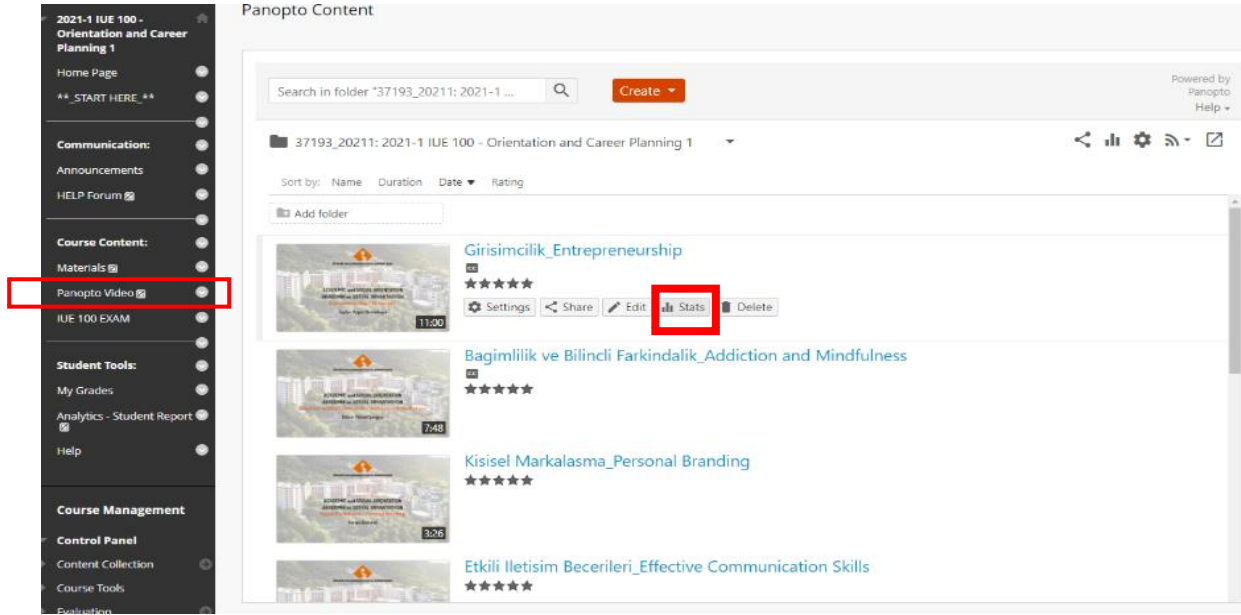 2021-1 IUE 100 -
Orientation and Career
Planning 1
Home Page
**_START HERE_**
Communication:
Announcements
HELP Forum
Course Content:
Materials
Panopto Video
IUE 100 EXAM
Student Tools:
My Grades
Analytics - Student Report
Help
Course Management
Control Panel
Content Collection
Course Tools
Evaluation
Panopto Content
Search in folder "37193_20211: 2021-1 ...
Create
Powered by
Panopto
Help
37193_20211: 2021-1 IUE 100 - Orientation and Career Planning 1
Sort by: Name Duration Date Rating
Add folder
11:00
Girisimcilik_Entrepreneurship
Settings Share Edit Stats Delete
7:48
Bagimlilik ve Bilincli Farkindalik_Addiction and Mindfulness
3:26
Kisisel Markalasma_Personal Branding
Etkili Iletisim Becerileri_Effective Communication Skills